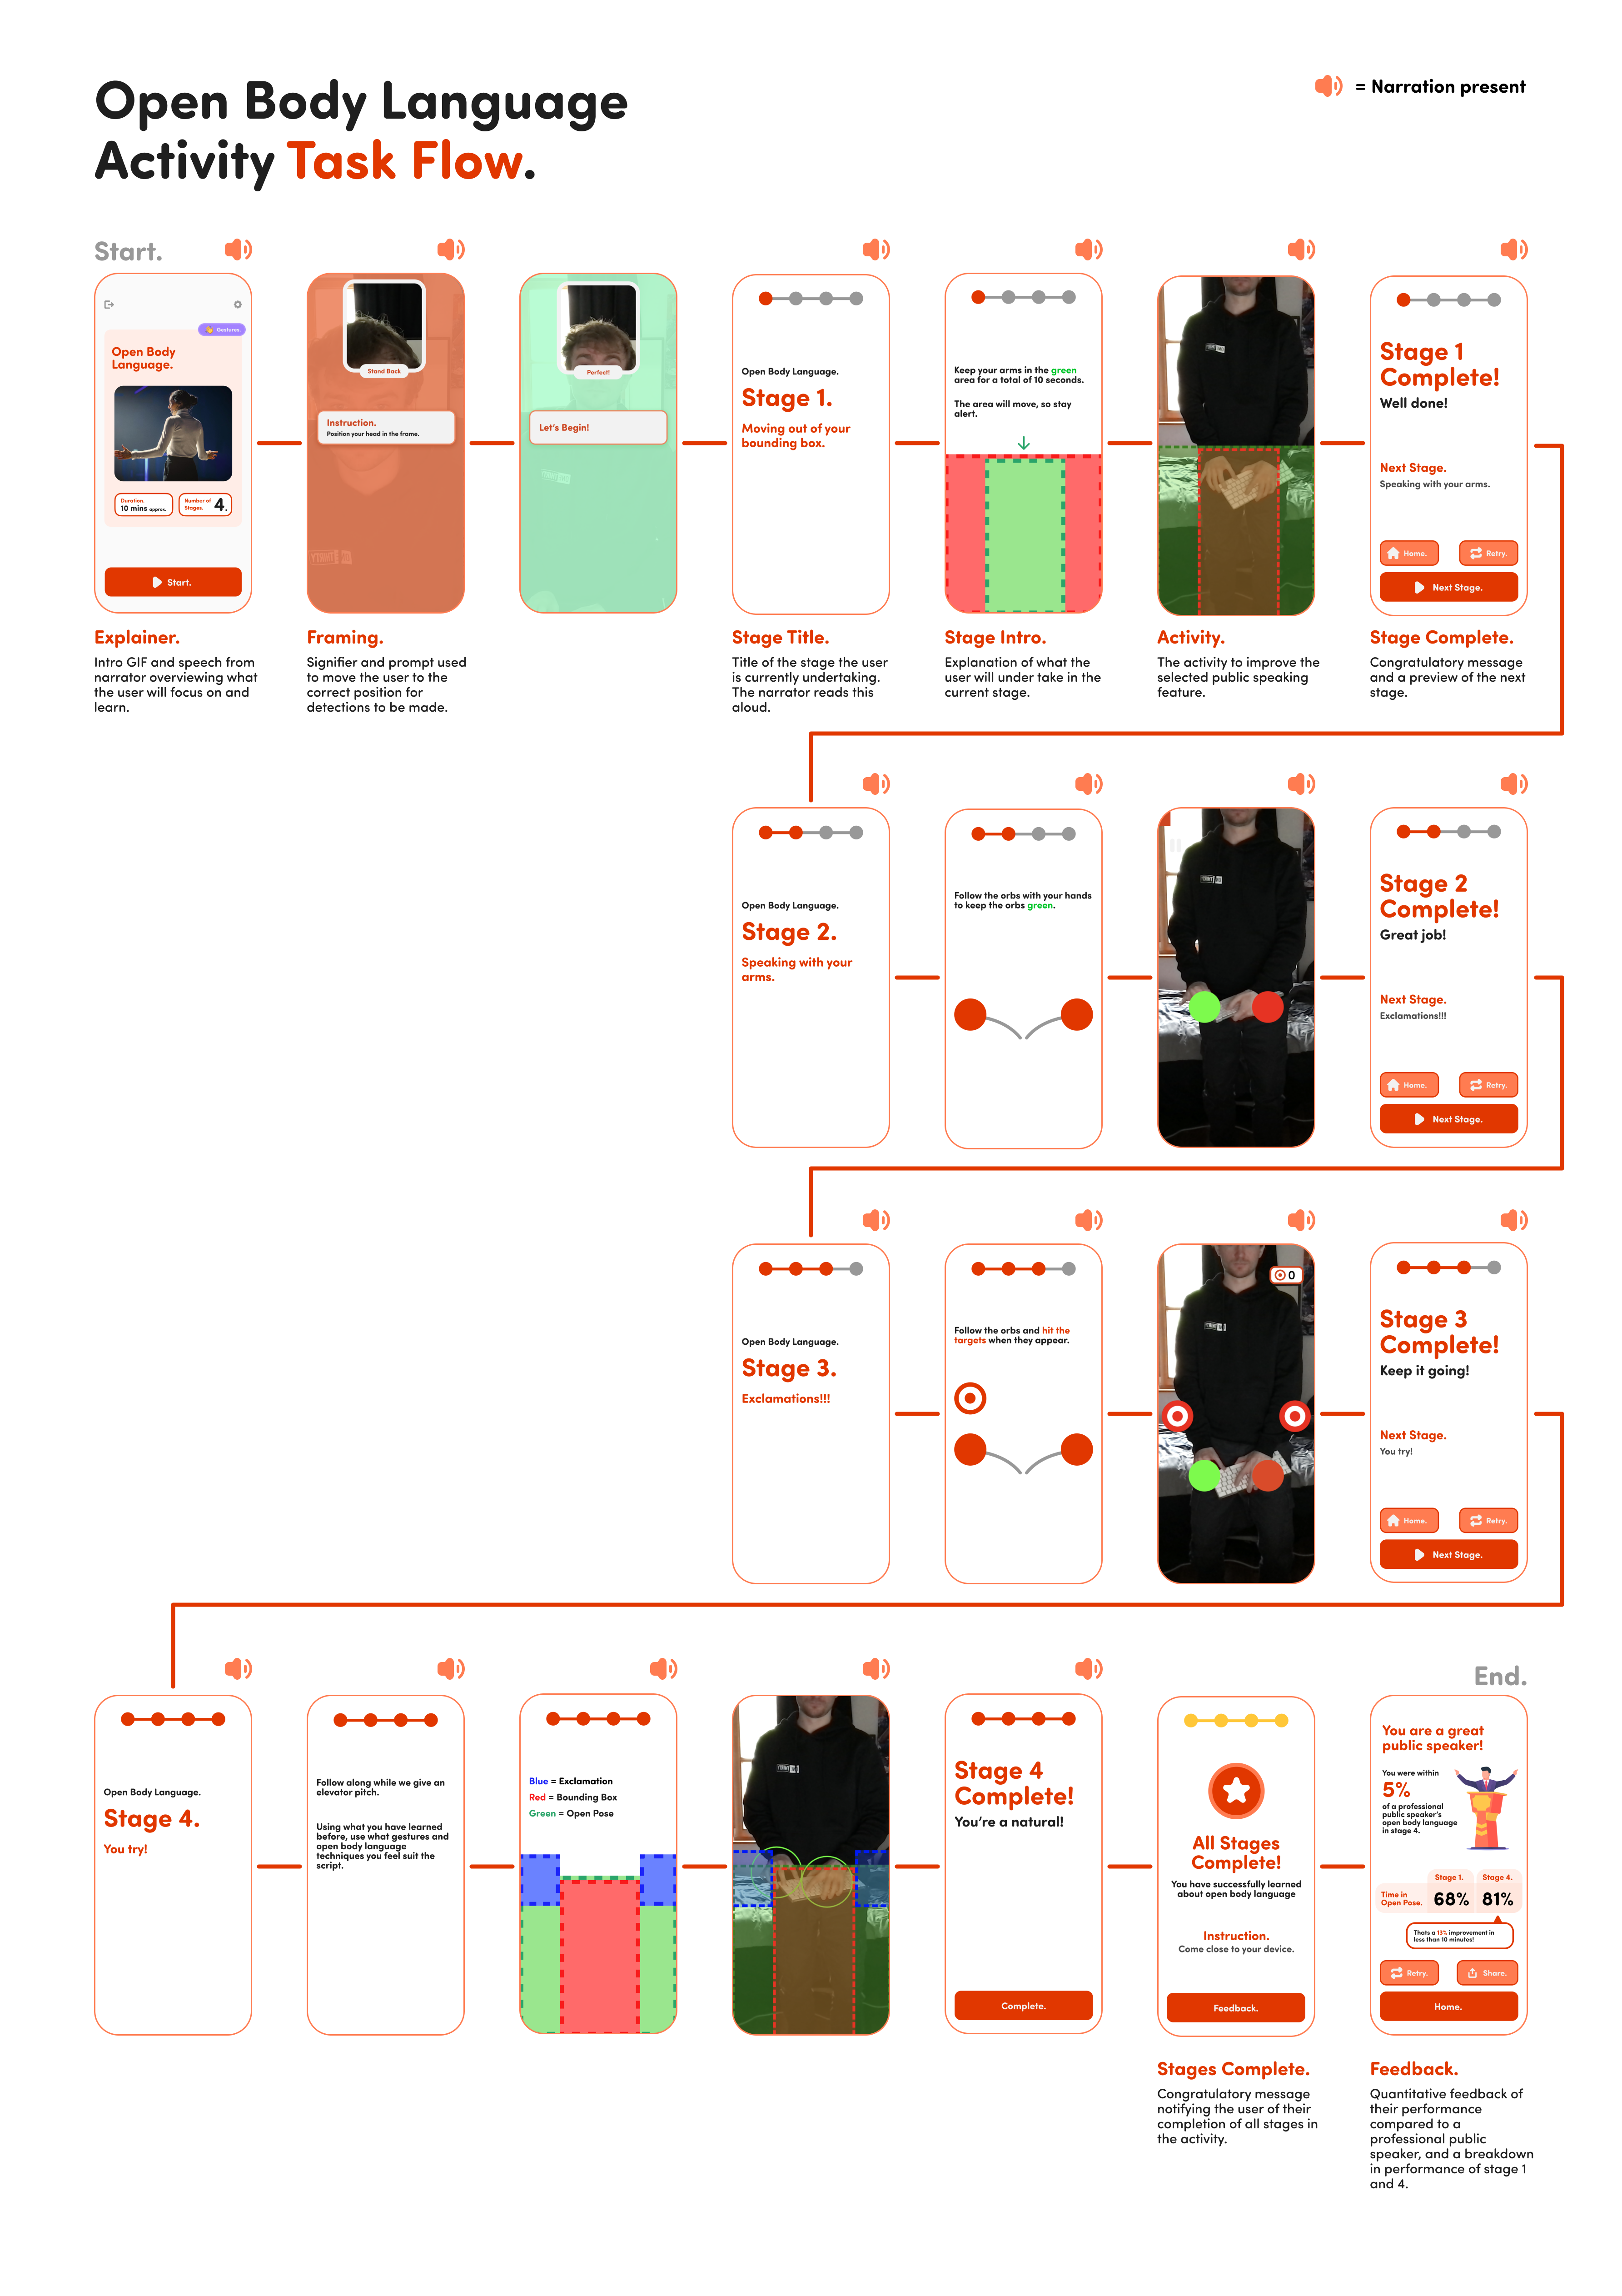 Open Body Language
Activity Task Flow.
= Narration present
Start.
Gestures.
Open Body
Language.
Duration.
10 mins approx.
Number of
Stages.
4.
Start.
Stand Back
Instruction.
Position your head in the frame.
Perfect!
Let's Begin!
Open Body Language.
Stage 1.
Moving out of your
bounding box.
Keep your arms in the green
area for a total of 10 seconds.
The area will move, so stay
alert.
Stage 1
Complete!
Well done!
Next Stage.
Speaking with your arms.
Home.
Retry.
Next Stage.
Explainer.
Intro GIF and speech from
narrator overviewing what
the user will focus on and
learn.
Framing.
Signifier and prompt used
to move the user to the
correct position for
detections to be made.
Stage Title.
Title of the stage the user
is currently undertaking.
The narrator reads this
aloud.
Stage Intro.
Explanation of what the
user will under take in the
current stage.
Activity.
The activity to improve the
selected public speaking
feature.
Stage Complete.
Congratulatory message
and a preview of the next
stage.
Open Body Language.
Stage 2.
Speaking with your
arms.
Follow the orbs with your hands
to keep the orbs green.
Stage 2
Complete!
Great job!
Next Stage.
Exclamations!!!
Home.
Retry.
Next Stage.
Open Body Language.
Stage 3.
Exclamations!!!
Follow the orbs and hit the
targets when they appear.
0
Stage 3
Complete!
Keep it going!
Next Stage.
You try!
Home.
Retry.
Next Stage.
End.
Open Body Language.
Stage 4.
You try!
Follow along while we give an
elevator pitch.
Using what you have learned
before, use what gestures and
open body language
techniques you feel suit the
script.
Blue = Exclamation
Red = Bounding Box
Green = Open Pose
Stage 4
Complete!
You're a natural!
Complete.
All Stages
Complete!
You have successfully learned
about open body language
Instruction.
Come close to your device.
Feedback.
You are a great
public speaker!
You were within
5%
of a professional
public speaker's
open body language
in stage 4.
Stage 1.
Stage 4.
Time in
Open Pose.
68%
81%
Thats a 13% improvement in
less than 10 minutes!
Retry.
Share.
Home.
Stages Complete.
Congratulatory message
notifying the user of their
completion of all stages in
the activity.
Feedback.
Quantitative feedback of
their performance
compared to a
professional public
speaker, and a breakdown
in performance of stage 1
and 4.